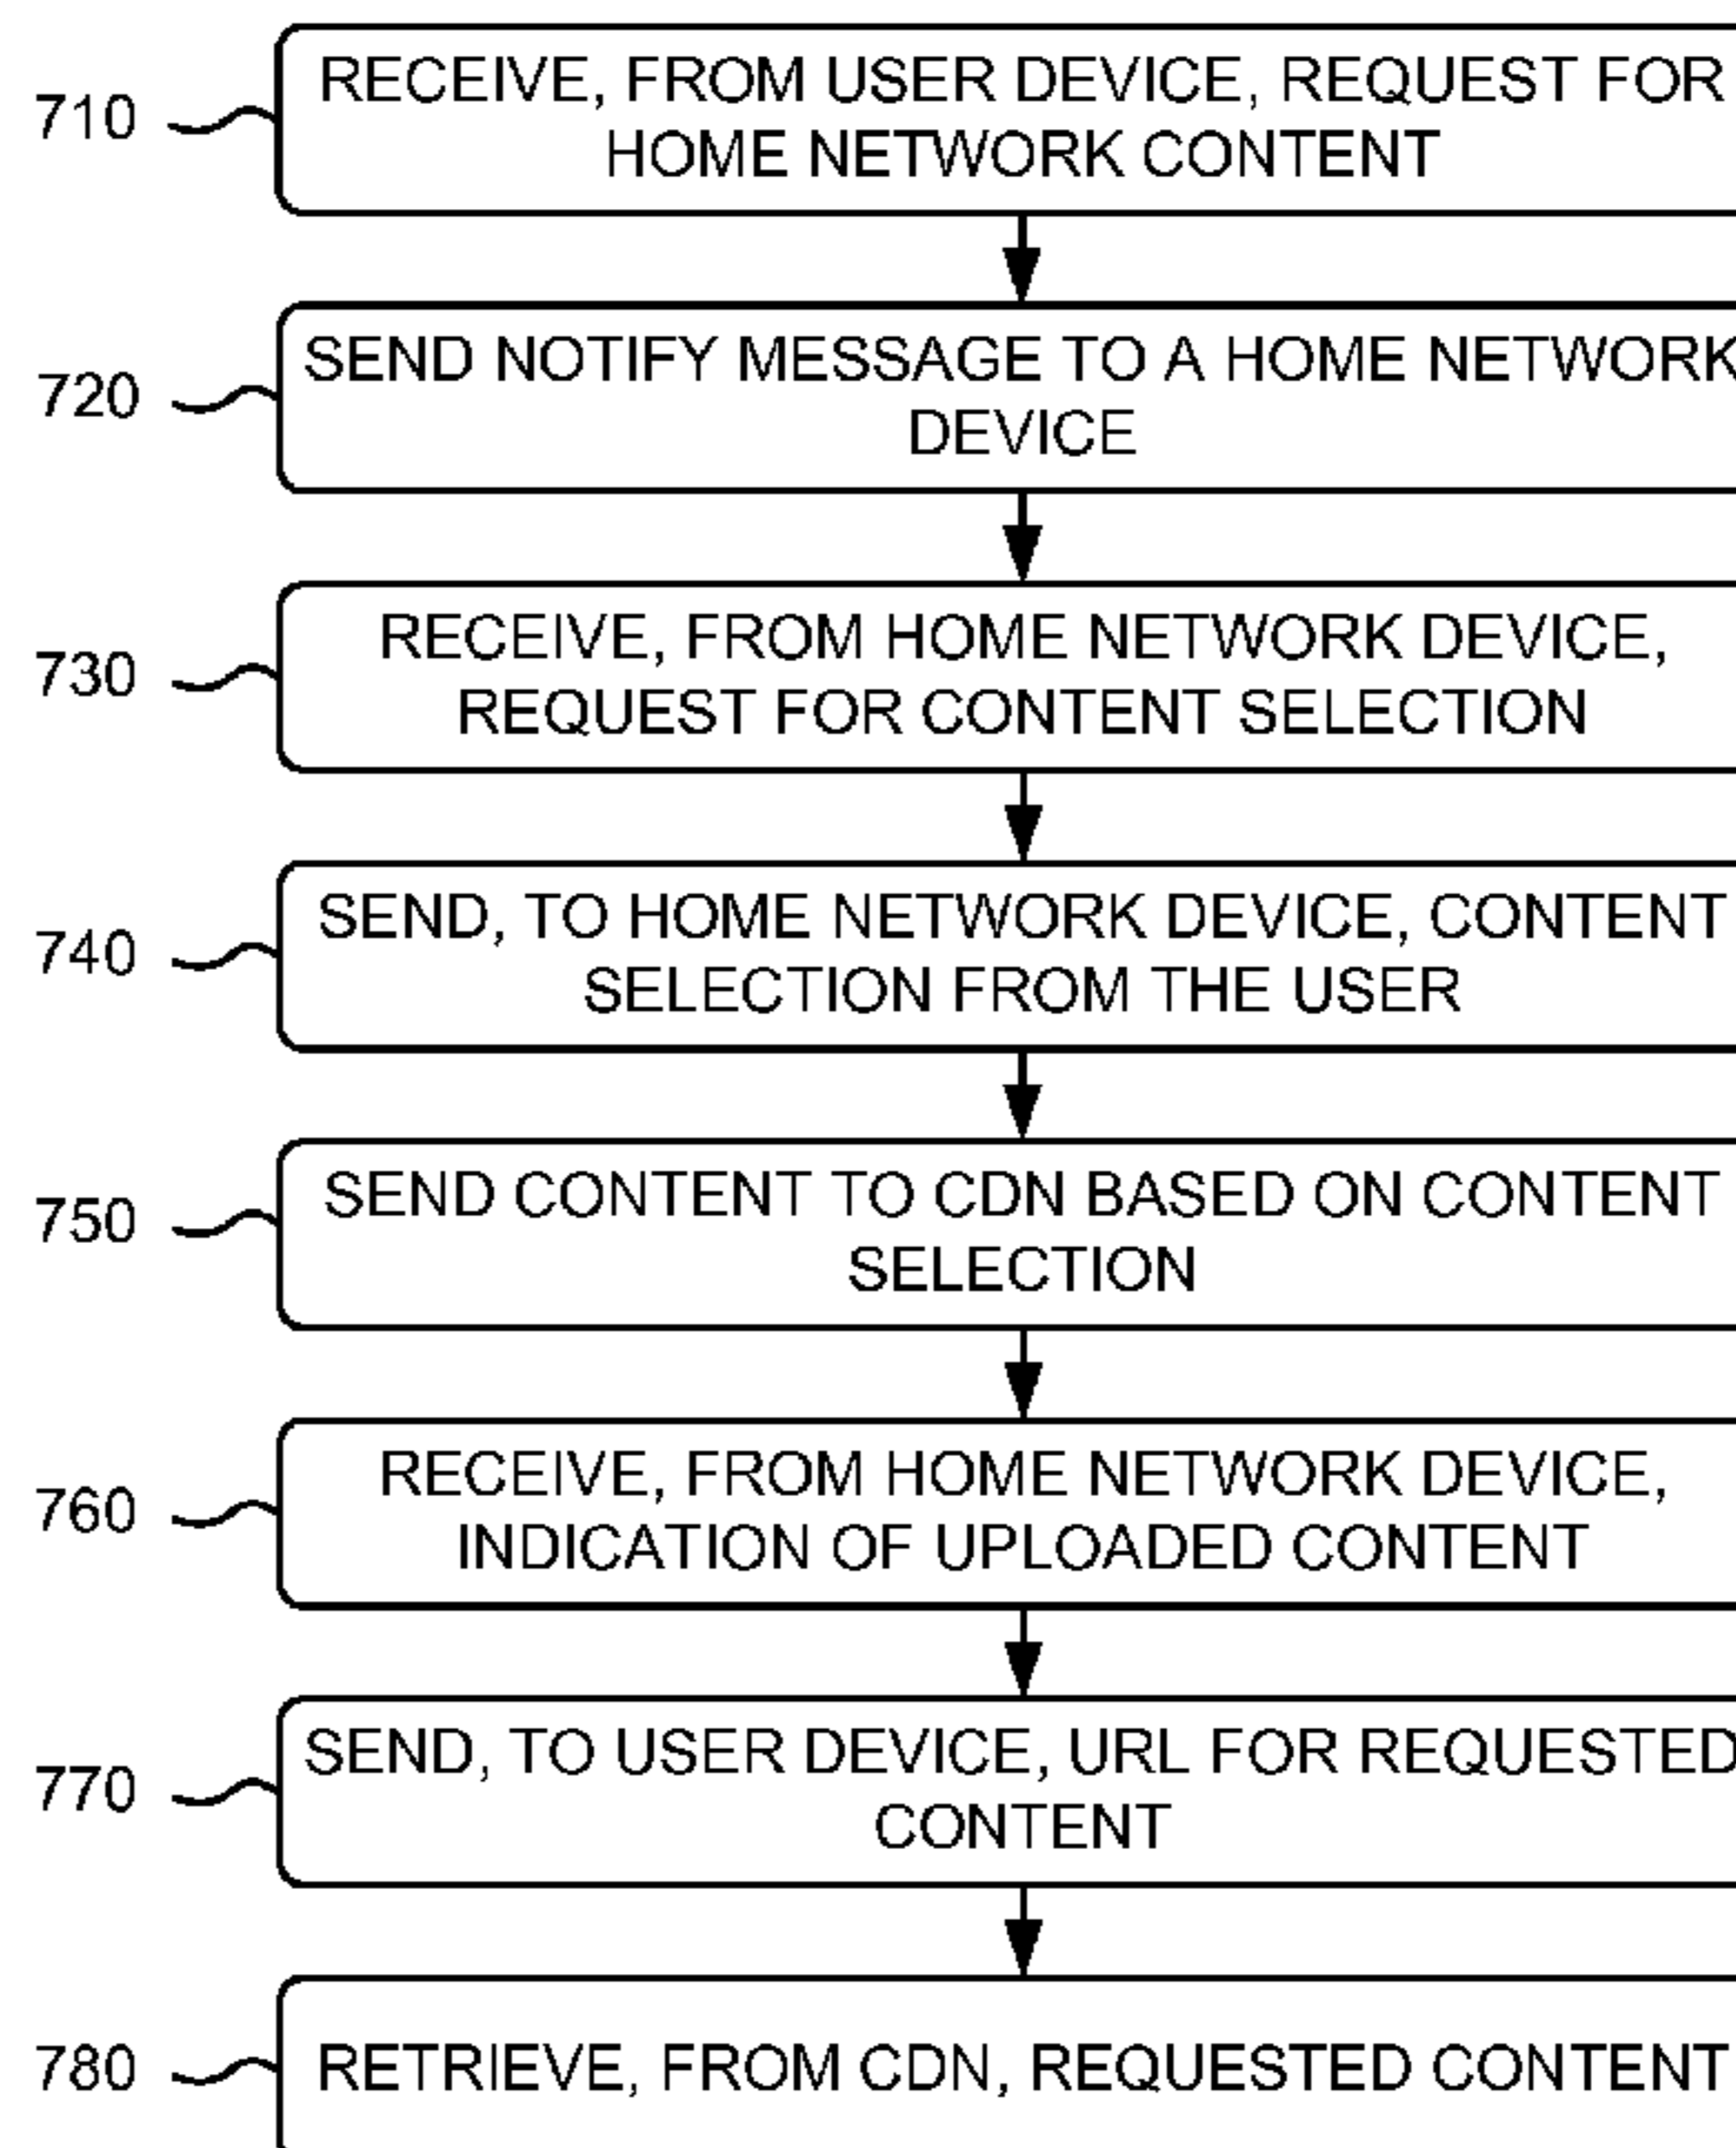 710
RECEIVE, FROM USER DEVICE, REQUEST FOR
HOME NETWORK CONTENT
720
SEND NOTIFY MESSAGE TO A HOME NETWORK
DEVICE
730
RECEIVE, FROM HOME NETWORK DEVICE,
REQUEST FOR CONTENT SELECTION
740
SEND, TO HOME NETWORK DEVICE, CONTENT
SELECTION FROM THE USER
750
SEND CONTENT TO CDN BASED ON CONTENT
SELECTION
760
RECEIVE, FROM HOME NETWORK DEVICE,
INDICATION OF UPLOADED CONTENT
770
SEND, TO USER DEVICE, URL FOR REQUESTED
CONTENT
780
RETRIEVE, FROM CDN, REQUESTED CONTENT